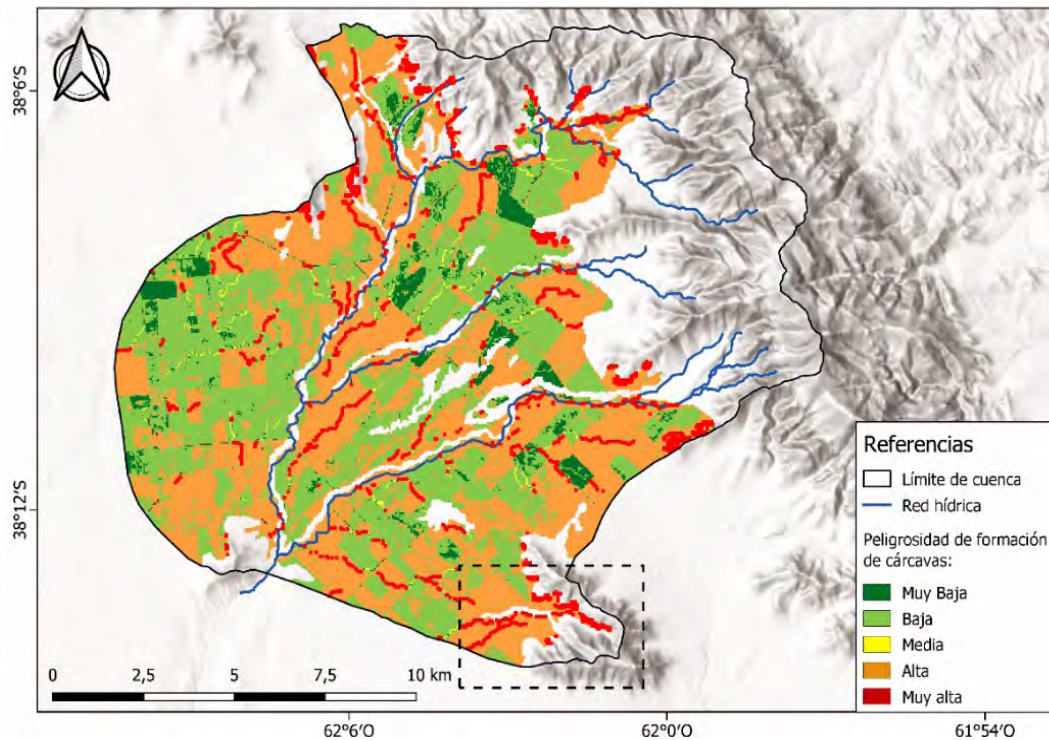 38°6'S
38°12'S
Referencias
Límite de cuenca
Red hídrica
Peligrosidad de formación
de cárcavas:
Muy Baja
Baja
Media
Alta
Muy alta
0 2,5 5 7,5 10 km
62°6'O 62°0'O 61°54'O